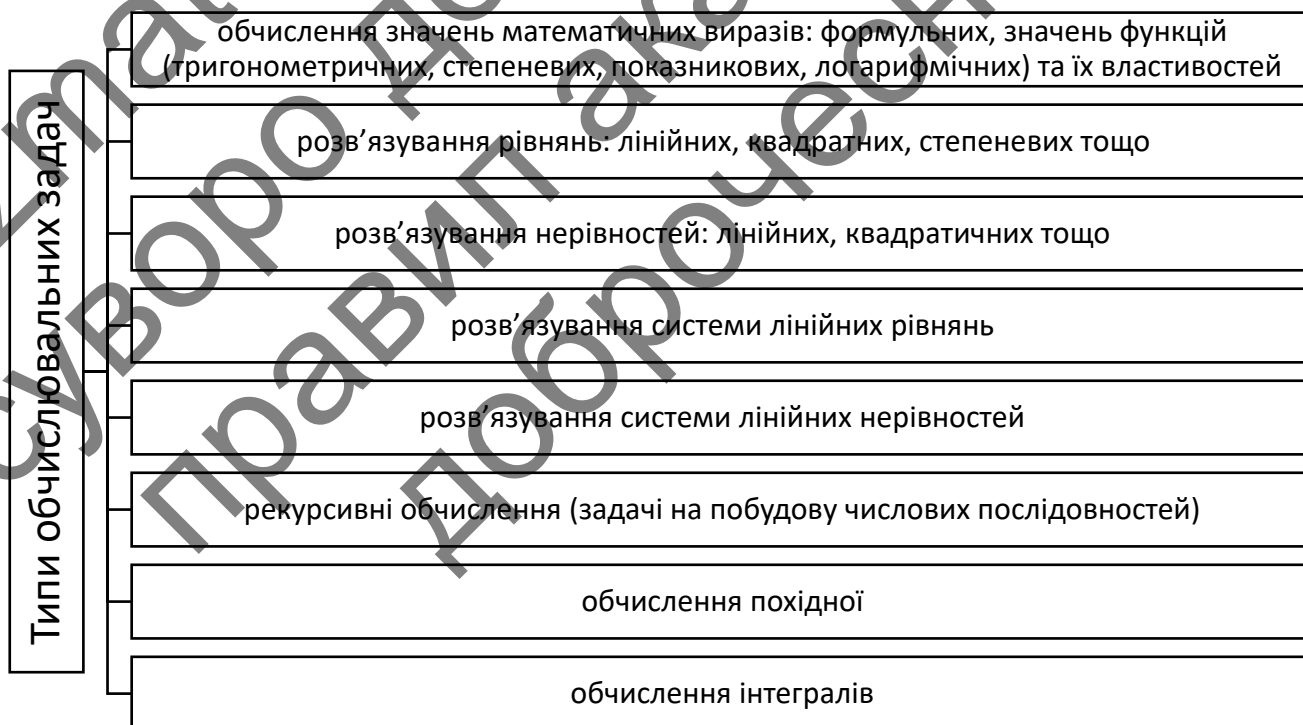 Типи обчислювальних задач
обчислення значень математичних виразів: формульних, значень функцій
(тригонометричних, степеневих, показникових, логарифмічних) та їх властивостей
розв’язування рівнянь: лінійних, квадратних, степеневих тощо
розв’язування нерівностей: лінійних, квадратичних тощо
розв’язування системи лінійних рівнянь
розв’язування системи лінійних нерівностей
рекурсивні обчислення (задачі на побудову числових послідовностей)
обчислення похідної
обчислення інтегралів
суворо
правил